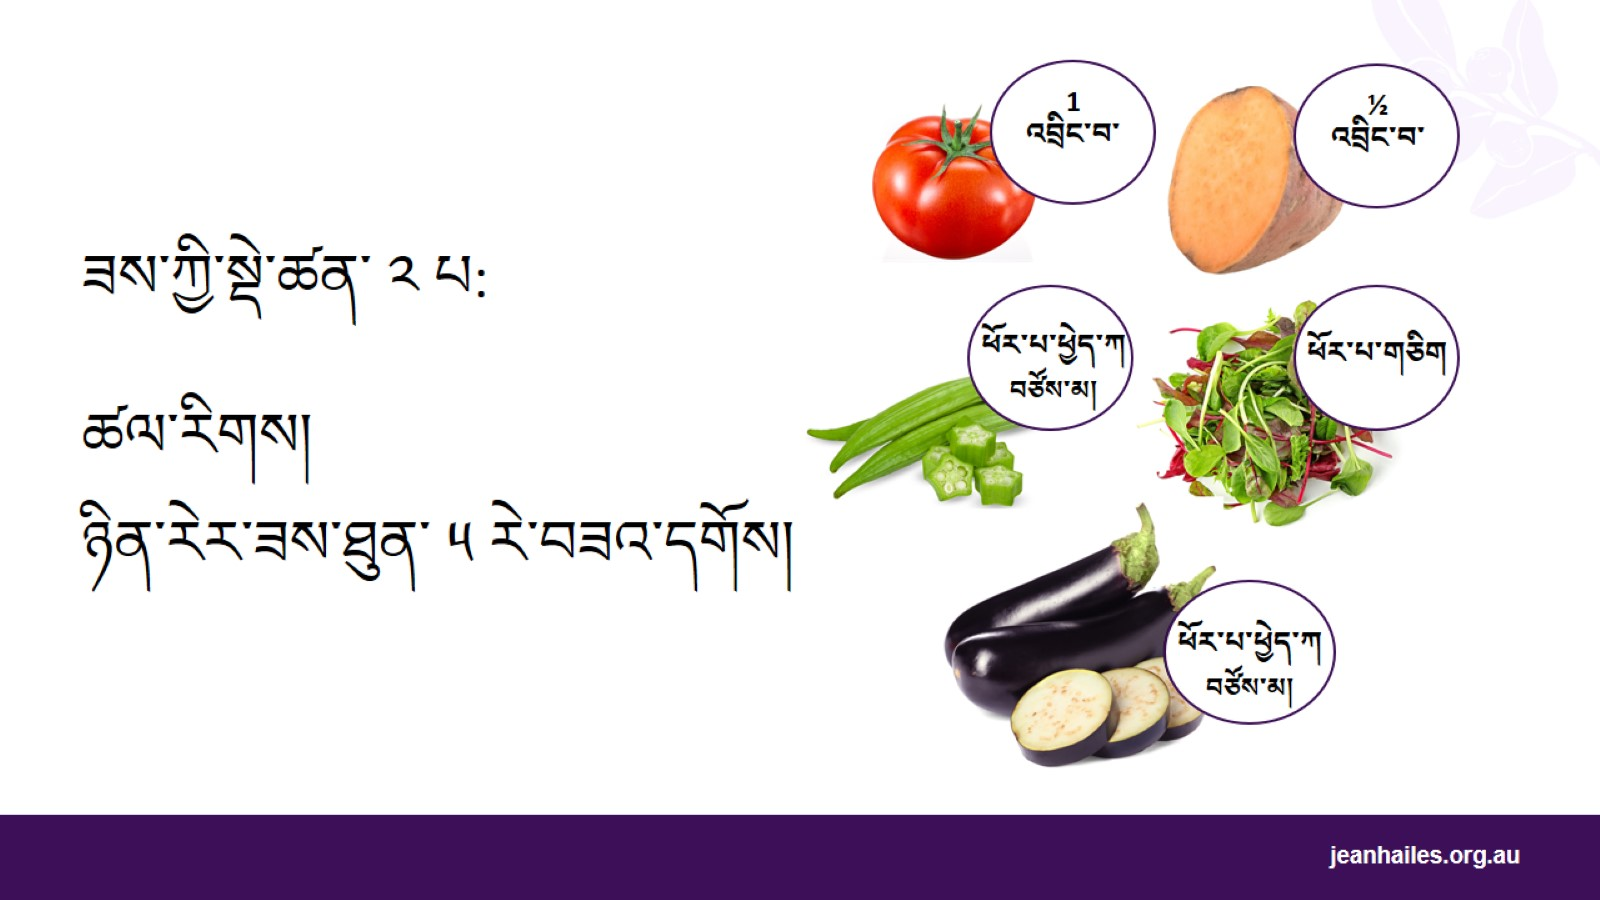 ཟས་ཀྱི་སྡེ་ཚན་ ༢ པ:
ཚལ་རིགས།
ཉིན་རེར་ཟས་ཐུན་ ༥ རེ་བཟའ་དགོས།
1
འབྲིང་བ་
½
འབྲིང་བ་
ཕོར་པ་ཕྱེད་ཀ
བཙོས་མ།
ཕོར་པ་གཅིག
ཕོར་པ་ཕྱེད་ཀ
བཙོས་མ།
jeanhailes.org.au